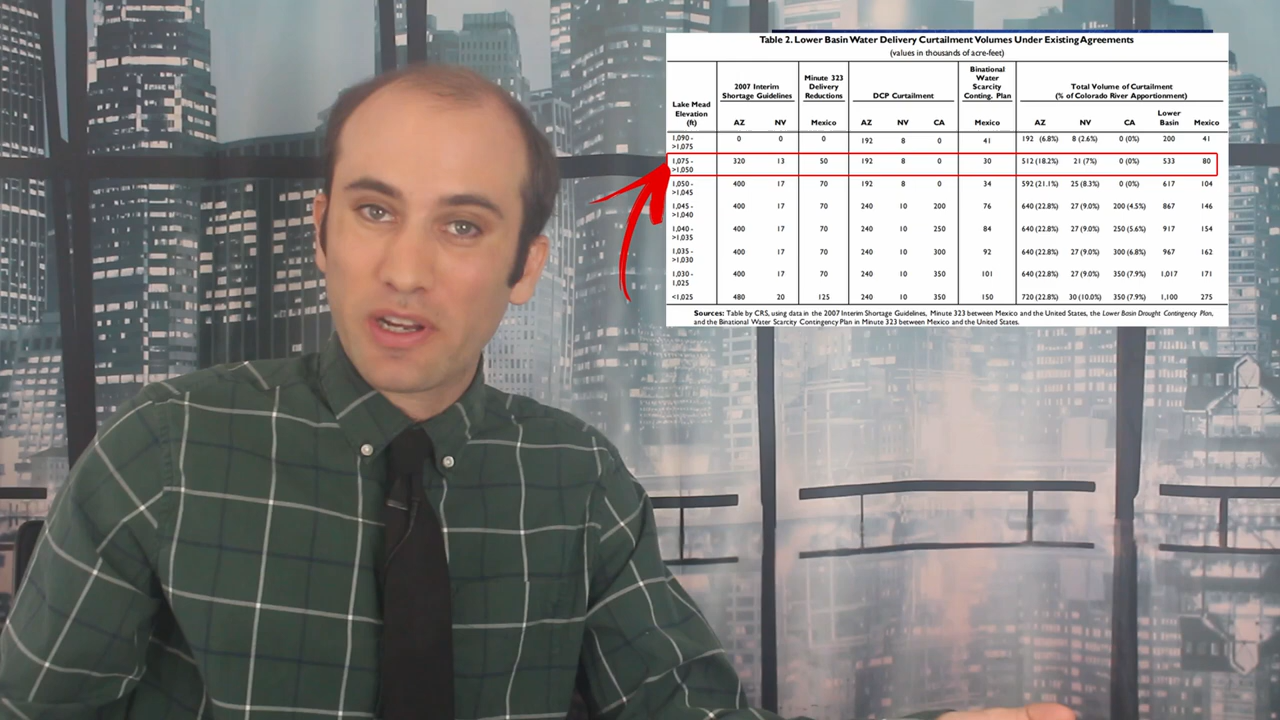 Table 2. Lower Basin Water Delivery Curtailment Volumes Under Existing Agreements
(values in thousands of acre-feet)
Lake Mead Elevation (ft) 2007 Interim Shortage Guidelines Minute 323 Delivery Reductions DCP Curtailment Binational Water Scarcity Conting. Plan Total Volume of Curtailment (% of Colorado River Apportionment)
AZ NV Mexico AZ NV CA Mexico AZ NV CA Lower Basin Mexico
1,090 - >1,075 0 0 0 192 8 0 41 192 (6.8%) 8 (2.6%) 0 (0%) 200 41
1,075 - >1,050 320 13 50 192 8 0 30 512 (18.2%) 21 (7%) 0 (0%) 533 80
1,050 - >1,045 400 17 70 192 8 0 34 592 (21.1%) 25 (8.3%) 0 (0%) 617 104
1,045 - >1,040 400 17 70 240 10 200 76 640 (22.8%) 27 (9.0%) 200 (4.5%) 867 146
1,040 - >1,035 400 17 70 240 10 250 84 640 (22.8%) 27 (9.0%) 250 (5.6%) 917 154
1,035 - >1,030 400 17 70 240 10 300 92 640 (22.8%) 27 (9.0%) 300 (6.8%) 967 162
1,030 - 1,025 400 17 70 240 10 350 101 640 (22.8%) 27 (9.0%) 350 (7.9%) 1,017 171
<1,025 480 20 125 240 10 350 150 720 (22.8%) 30 (10.0%) 350 (7.9%) 1,100 275
Sources: Table by CRS, using data in the 2007 Interim Shortage Guidelines, Minute 323 between Mexico and the United States, the Lower Basin Drought Contingency Plan,
and the Binational Water Scarcity Contingency Plan in Minute 323 between Mexico and the United States.